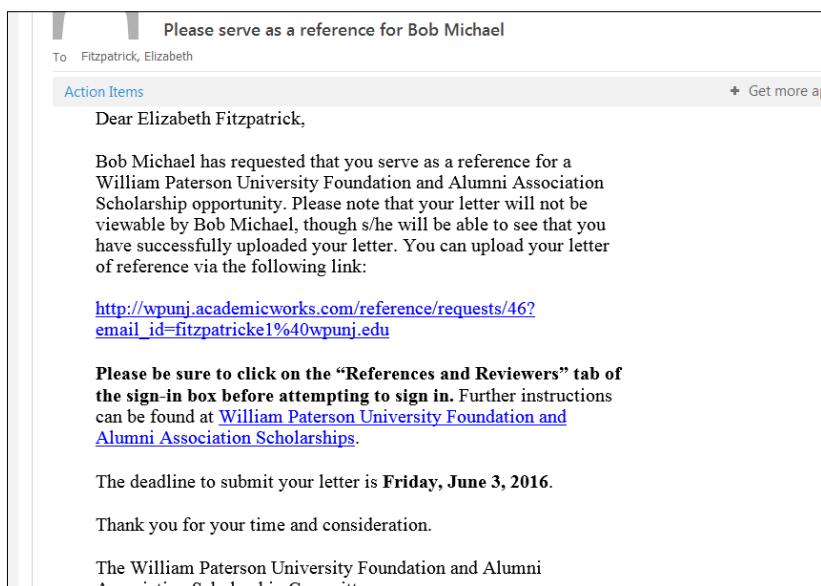 Please serve as a reference for Bob Michael
To Fitzpatrick, Elizabeth
Action Items
+ Get more
Dear Elizabeth Fitzpatrick,
Bob Michael has requested that you serve as a reference for a
William Paterson University Foundation and Alumni Association
Scholarship opportunity. Please note that your letter will not be
viewable by Bob Michael, though s/he will be able to see that you
have successfully uploaded your letter. You can upload your letter
of reference via the following link:
http://wpunj.academicworks.com/reference/requests/46?
email_id=fitzpatricke1%40wpunj.edu
Please be sure to click on the “References and Reviewers” tab of
the sign-in box before attempting to sign in. Further instructions
can be found at William Paterson University Foundation and
Alumni Association Scholarships.
The deadline to submit your letter is Friday, June 3, 2016.
Thank you for your time and consideration.
The William Paterson University Foundation and Alumni